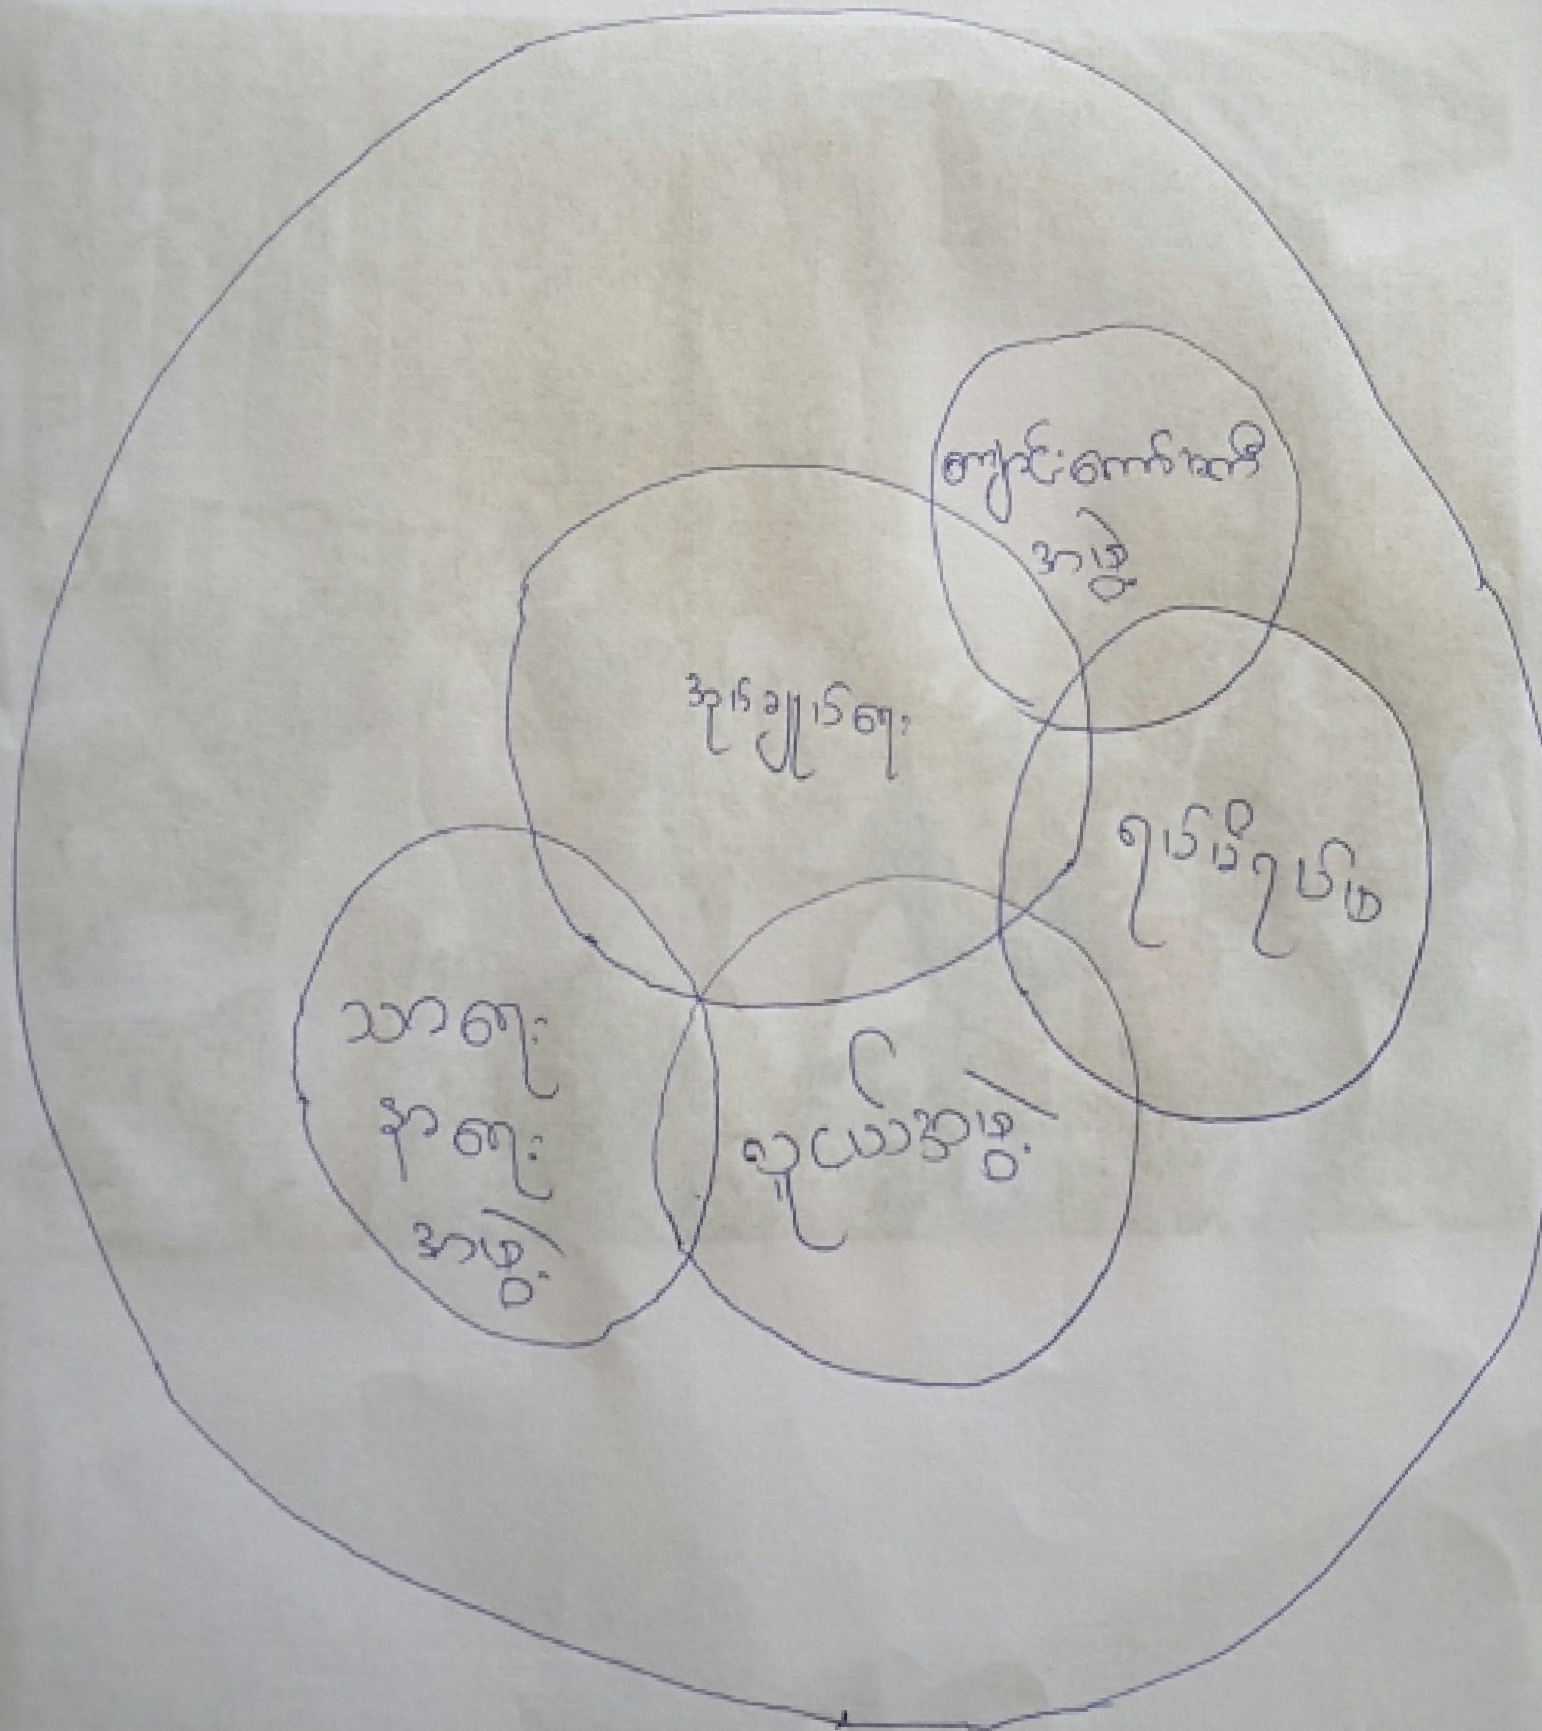 ကျောင်းကော်မတီ
အဖွဲ့
အုပ်ချုပ်ရေး
ရပ်မိရပ်ဖ
သာရေး
နာရေး
အဖွဲ့
လူငယ်အဖွဲ့